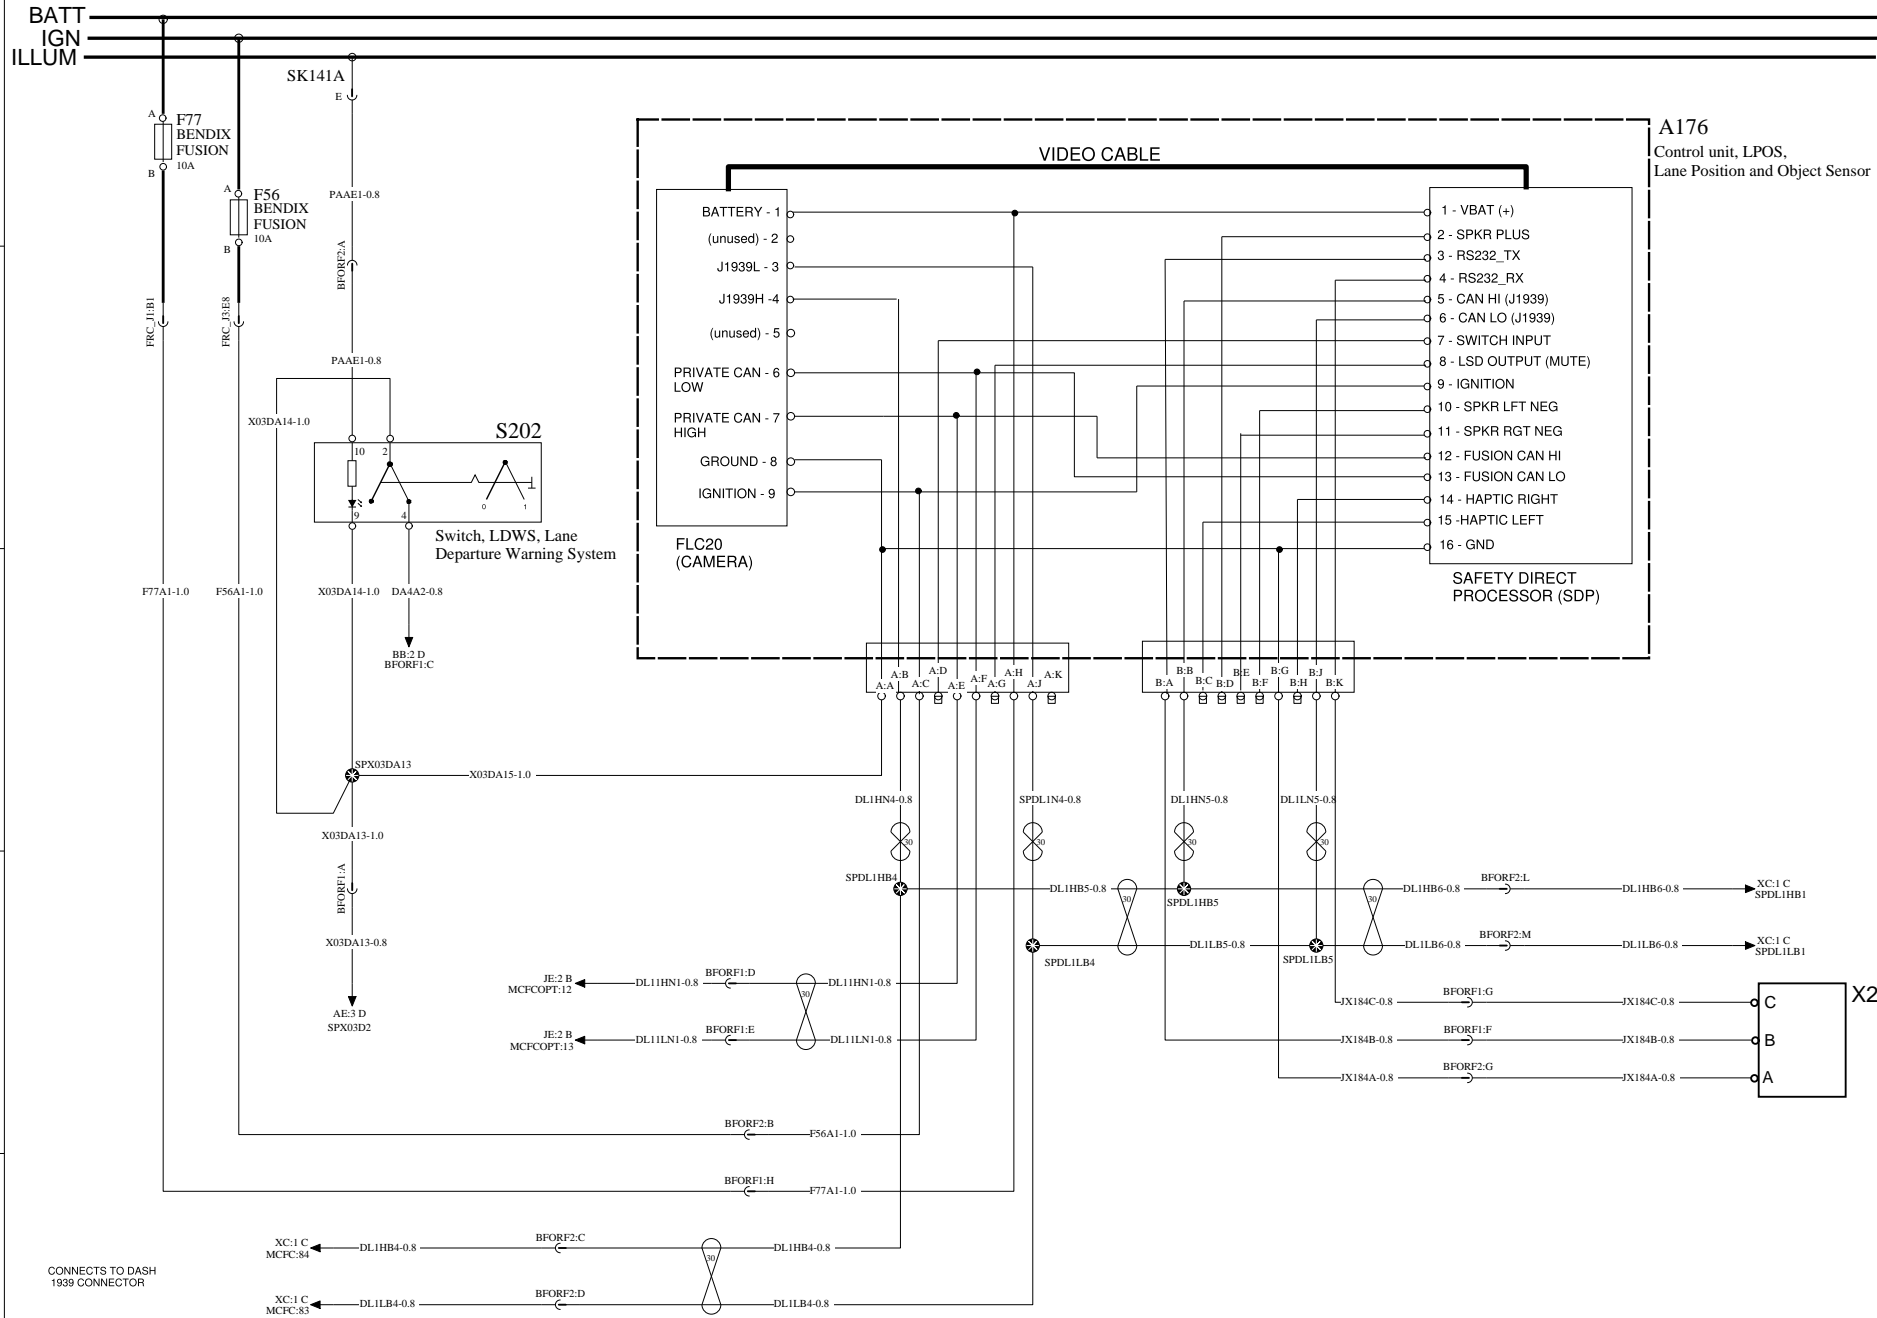 BATT
IGN
ILLUM
SK141A
E
A
F77
BENDIX
FUSION
10A
B
A
F56
BENDIX
FUSION
10A
B
PAAE1-0.8
BFORF2:A
FRC_J1:B1
FRC_J3:E8
PAAE1-0.8
X03DA14-1.0
S202
10
2
9
4
0
1
Switch, LDWS, Lane
Departure Warning System
F77A1-1.0
F56A1-1.0
X03DA14-1.0
DA4A2-0.8
BB:2 D
BFORF1:C
A176
Control unit, LPOS,
Lane Position and Object Sensor
VIDEO CABLE
BATTERY - 1
(unused) - 2
J1939L - 3
J1939H -4
(unused) - 5
PRIVATE CAN - 6
LOW
PRIVATE CAN - 7
HIGH
GROUND - 8
IGNITION - 9
FLC20
(CAMERA)
1 - VBAT (+)
2 - SPKR PLUS
3 - RS232_TX
4 - RS232_RX
5 - CAN HI (J1939)
6 - CAN LO (J1939)
7 - SWITCH INPUT
8 - LSD OUTPUT (MUTE)
9 - IGNITION
10 - SPKR LFT NEG
11 - SPKR RGT NEG
12 - FUSION CAN HI
13 - FUSION CAN LO
14 - HAPTIC RIGHT
15 -HAPTIC LEFT
16 - GND
SAFETY DIRECT
PROCESSOR (SDP)
A:A
A:B
A:C
A:D
A:E
A:F
A:G
A:H
A:J
A:K
B:A
B:B
B:C
B:D
B:E
B:F
B:G
B:H
B:J
B:K
SPX03DA13
X03DA15-1.0
X03DA13-1.0
BFORF1:A
X03DA13-0.8
AE:3 D
SPX03D2
DL1HN4-0.8
SPDL1N4-0.8
DL1HN5-0.8
DL1LN5-0.8
30
30
30
30
SPDL1HB4
DL1HB5-0.8
30
SPDL1HB5
30
DL1HB6-0.8
BFORF2:L
DL1HB6-0.8
XC:1 C
SPDL1HB1
SPDL1LB4
DL1LB5-0.8
SPDL1LB5
DL1LB6-0.8
BFORF2:M
DL1LB6-0.8
XC:1 C
SPDL1LB1
JE:2 B
MCFCOPT:12
DL11HN1-0.8
BFORF1:D
30
DL11HN1-0.8
JE:2 B
MCFCOPT:13
DL11LN1-0.8
BFORF1:E
DL11LN1-0.8
JX184C-0.8
BFORF1:G
JX184C-0.8
C
X2
JX184B-0.8
BFORF1:F
JX184B-0.8
B
JX184A-0.8
BFORF2:G
JX184A-0.8
A
BFORF2:B
F56A1-1.0
BFORF1:H
F77A1-1.0
XC:1 C
MCFC:84
DL1HB4-0.8
BFORF2:C
30
DL1HB4-0.8
CONNECTS TO DASH
1939 CONNECTOR
XC:1 C
MCFC:83
DL1LB4-0.8
BFORF2:D
DL1LB4-0.8